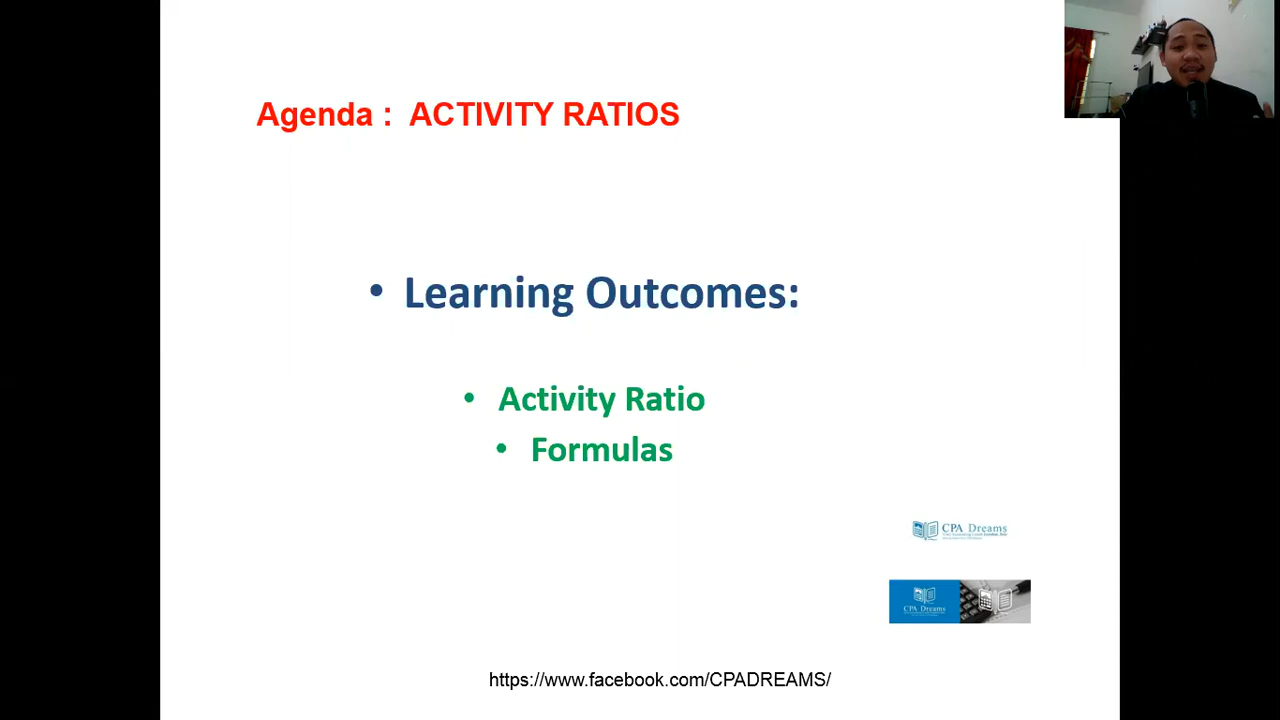 Agenda : ACTIVITY RATIOS
• Learning Outcomes:
• Activity Ratio
• Formulas
CPA Dreams
CPA Dreams
https://www.facebook.com/CPADREAMS/